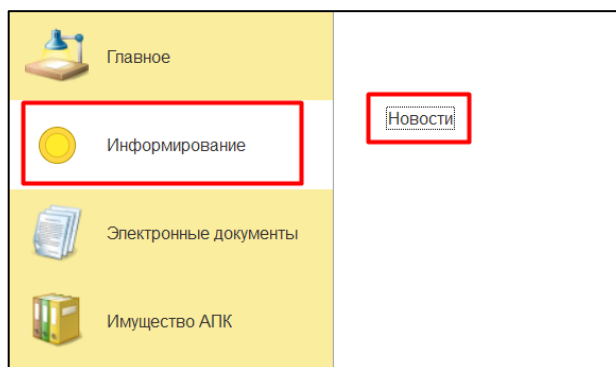 Главное
Новости
Информирование
Электронные документы
Имущество АПК